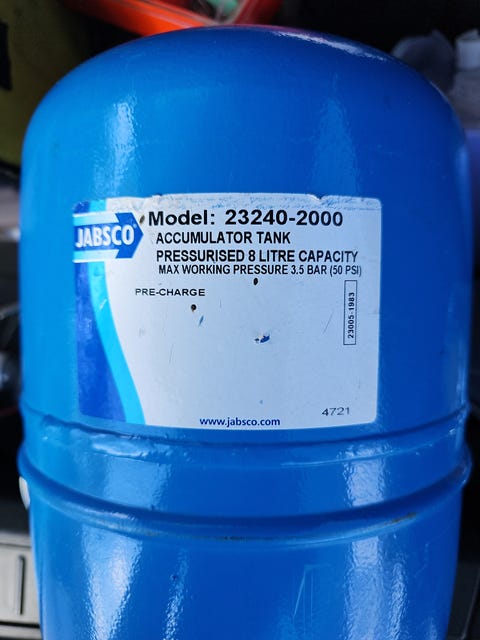 JABSCO
Model: 23240-2000
ACCUMULATOR TANK
PRESSURISED 8 LITRE CAPACITY
MAX WORKING PRESSURE 3.5 BAR (50 PSI)
PRE-CHARGE
23005-1983
4721
www.jabsco.com